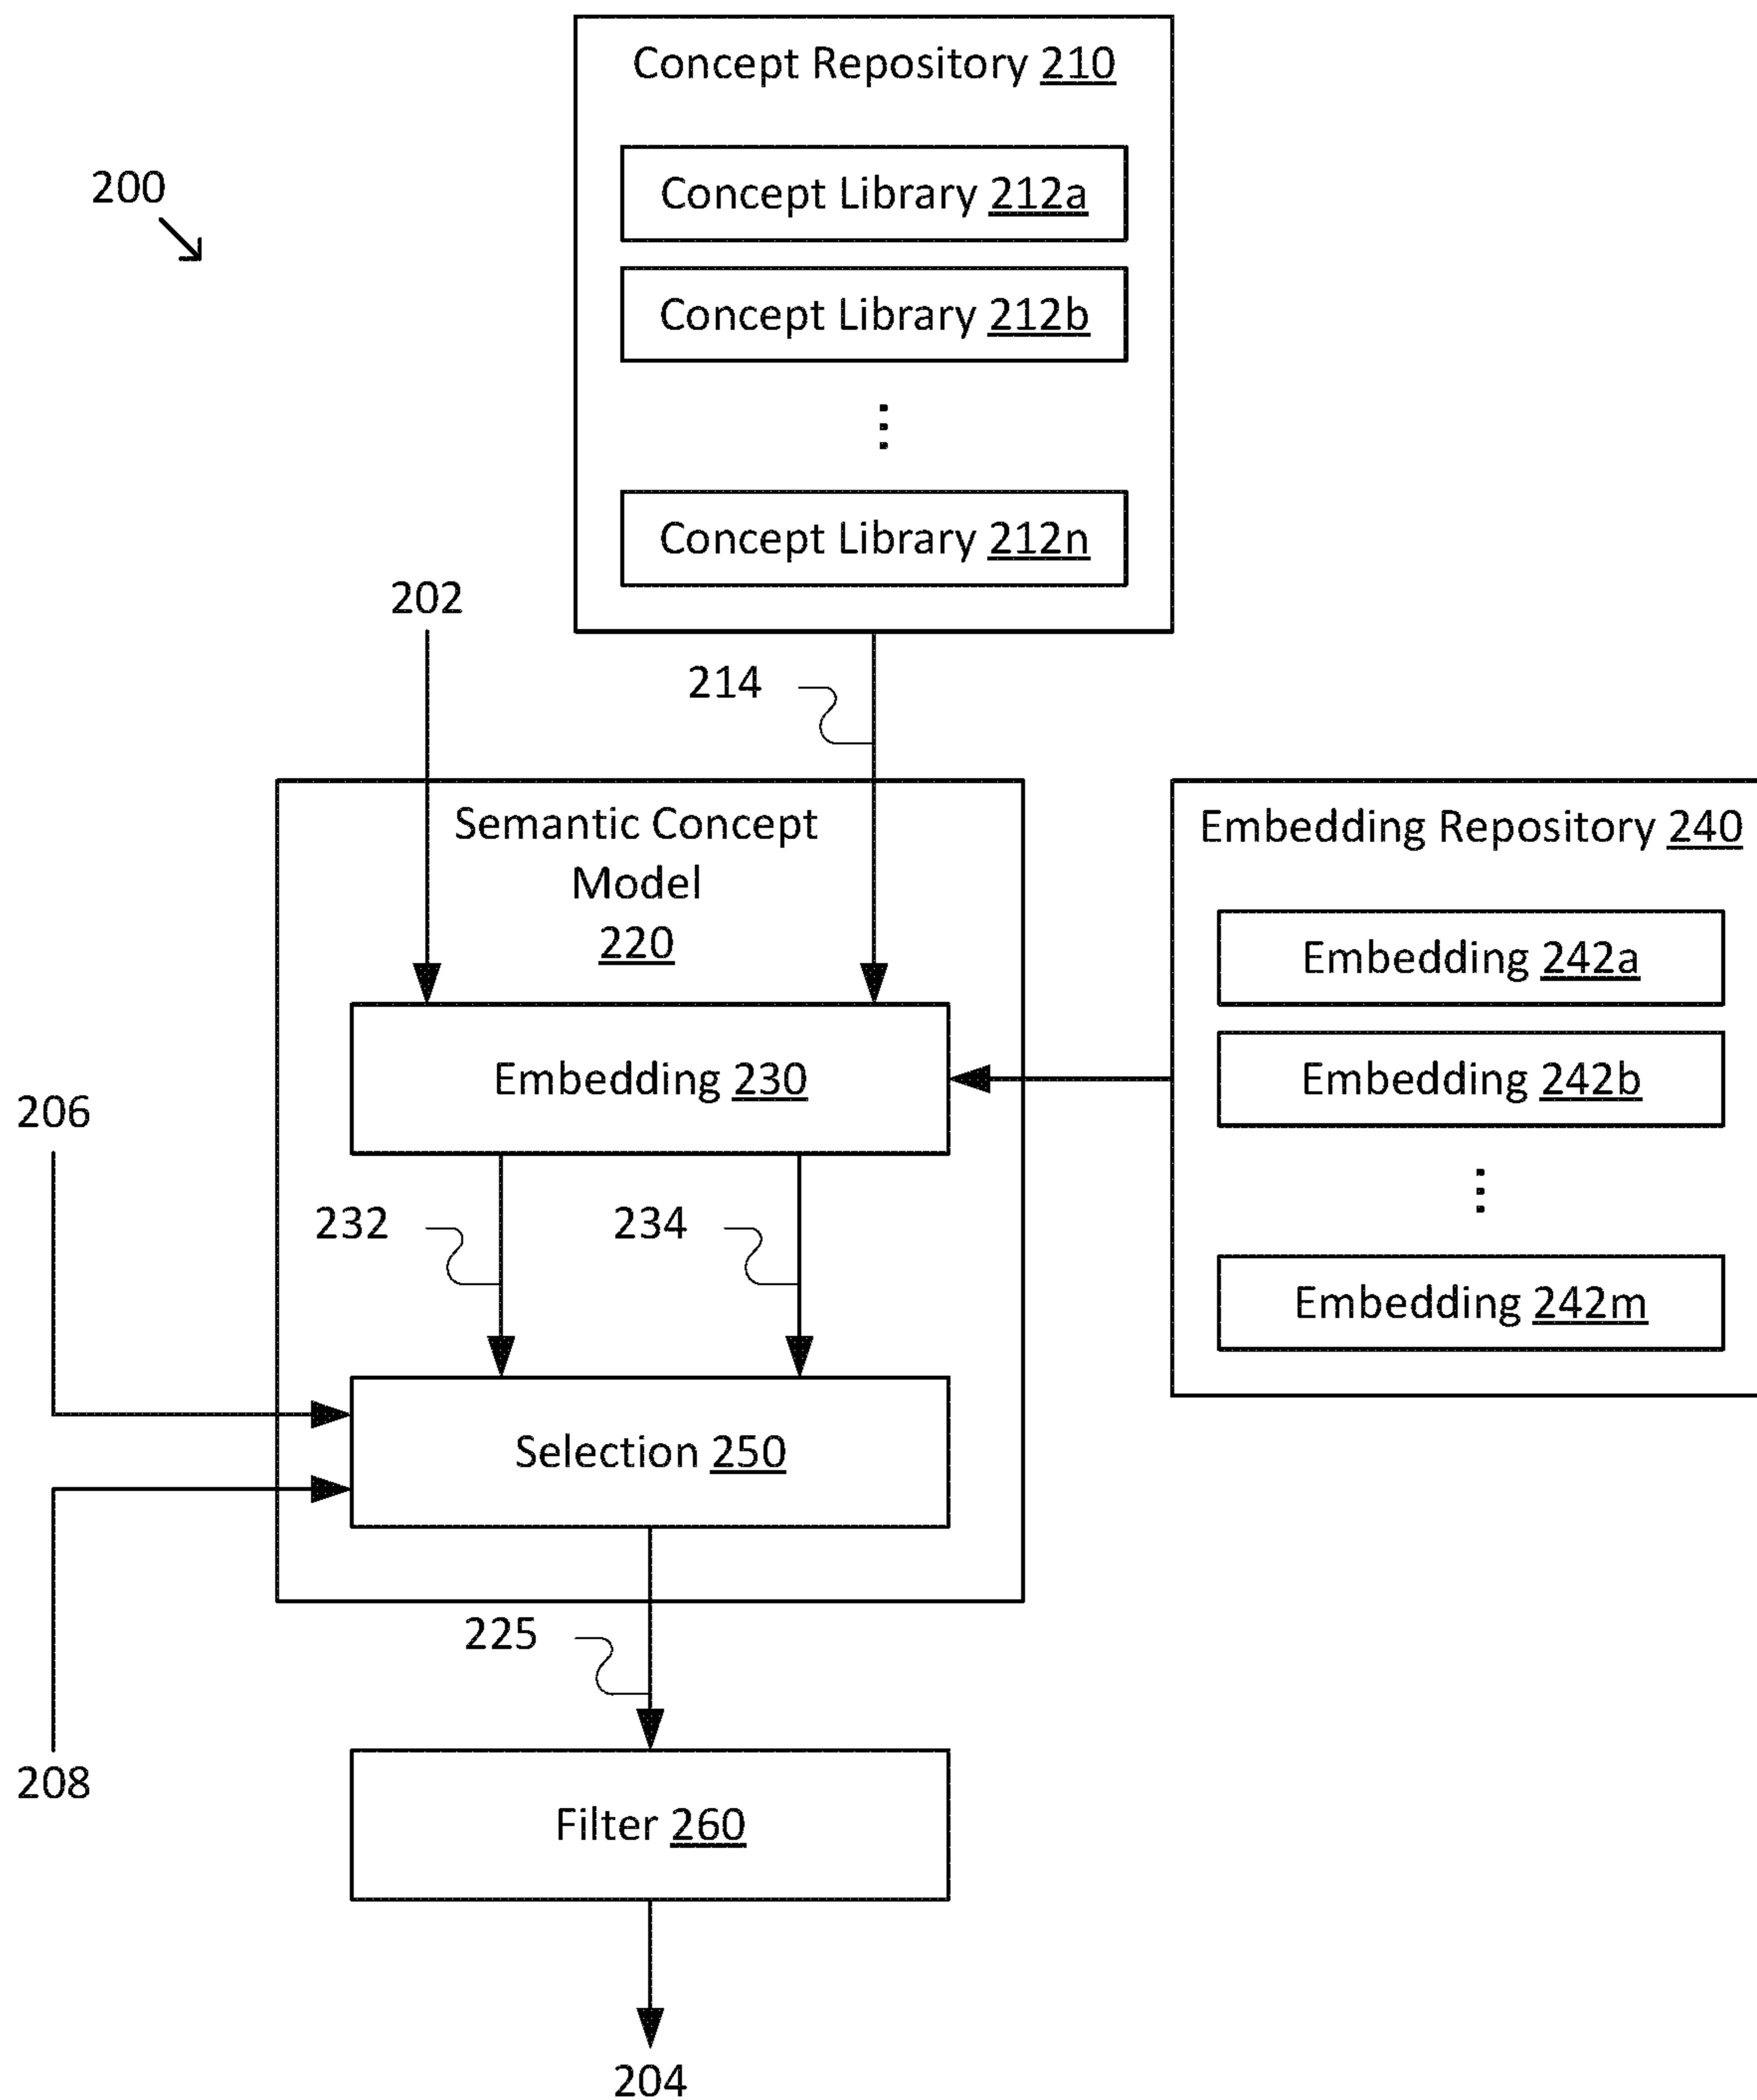 Concept Repository 210
200
Concept Library 212a
Concept Library 212b
⋮
Concept Library 212n
202
214
Semantic Concept
Model
220
Embedding Repository 240
Embedding 242a
Embedding 230
Embedding 242b
206
⋮
232
234
Embedding 242m
Selection 250
225
208
Filter 260
204